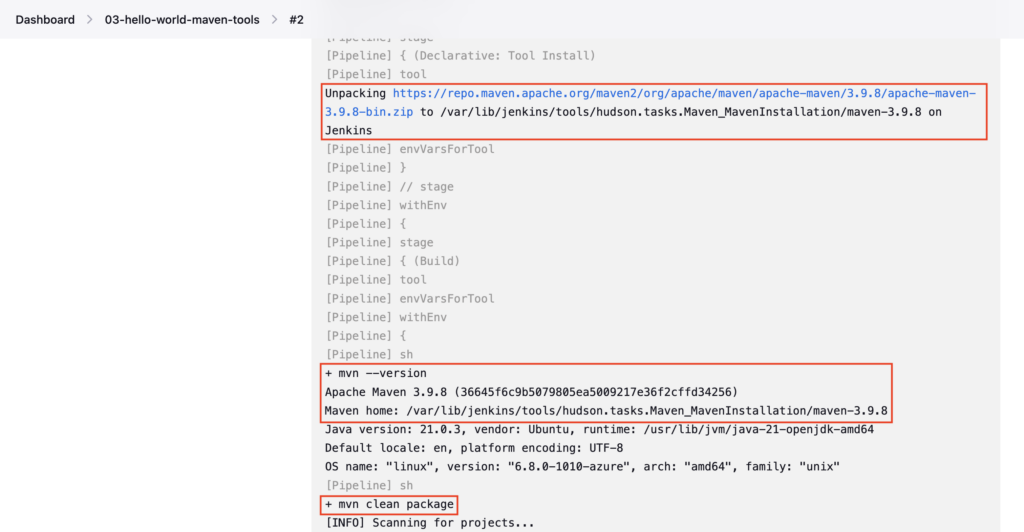 Dashboard > 03-hello-world-maven-tools > #2
[Pipeline] stage
[Pipeline] { (Declarative: Tool Install)
[Pipeline] tool
Unpacking https://repo.maven.apache.org/maven2/org/apache/maven/apache-maven/3.9.8/apache-maven-
3.9.8-bin.zip to /var/lib/jenkins/tools/hudson.tasks.Maven_MavenInstallation/maven-3.9.8 on
Jenkins
[Pipeline] envVarsForTool
[Pipeline] }
[Pipeline] // stage
[Pipeline] withEnv
[Pipeline] {
[Pipeline] stage
[Pipeline] { (Build)
[Pipeline] tool
[Pipeline] envVarsForTool
[Pipeline] withEnv
[Pipeline] {
[Pipeline] sh
+ mvn --version
Apache Maven 3.9.8 (36645f6c9b5079805ea5009217e36f2cffd34256)
Maven home: /var/lib/jenkins/tools/hudson.tasks.Maven_MavenInstallation/maven-3.9.8
Java version: 21.0.3, vendor: Ubuntu, runtime: /usr/lib/jvm/java-21-openjdk-amd64
Default locale: en, platform encoding: UTF-8
OS name: "linux", version: "6.8.0-1010-azure", arch: "amd64", family: "unix"
[Pipeline] sh
+ mvn clean package
[INFO] Scanning for projects...